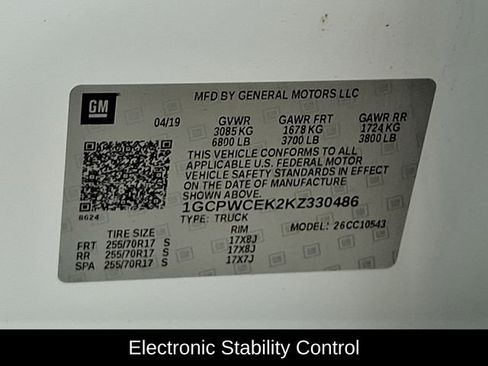 MFD BY GENERAL MOTORS LLC
GM
04/19 GVWR GAWR FRT GAWR RR
3085 KG 1678 KG 1724 KG
6800 LB 3700 LB 3800 LB
THIS VEHICLE CONFORMS TO ALL
APPLICABLE U.S. FEDERAL MOTOR
VEHICLE SAFETY STANDARDS IN EFFECT
ON THE DATE OF MANUFACTURE
SHOWN ABOVE.
8624
1GCPWCEK2KZ330486
TYPE: TRUCK MODEL: 26CC10543
TIRE SIZE RIM
FRT 255/70R17 S 17X8J
RR 255/70R17 S 17X8J
SPA 255/70R17 S 17X7J
Electronic Stability Control